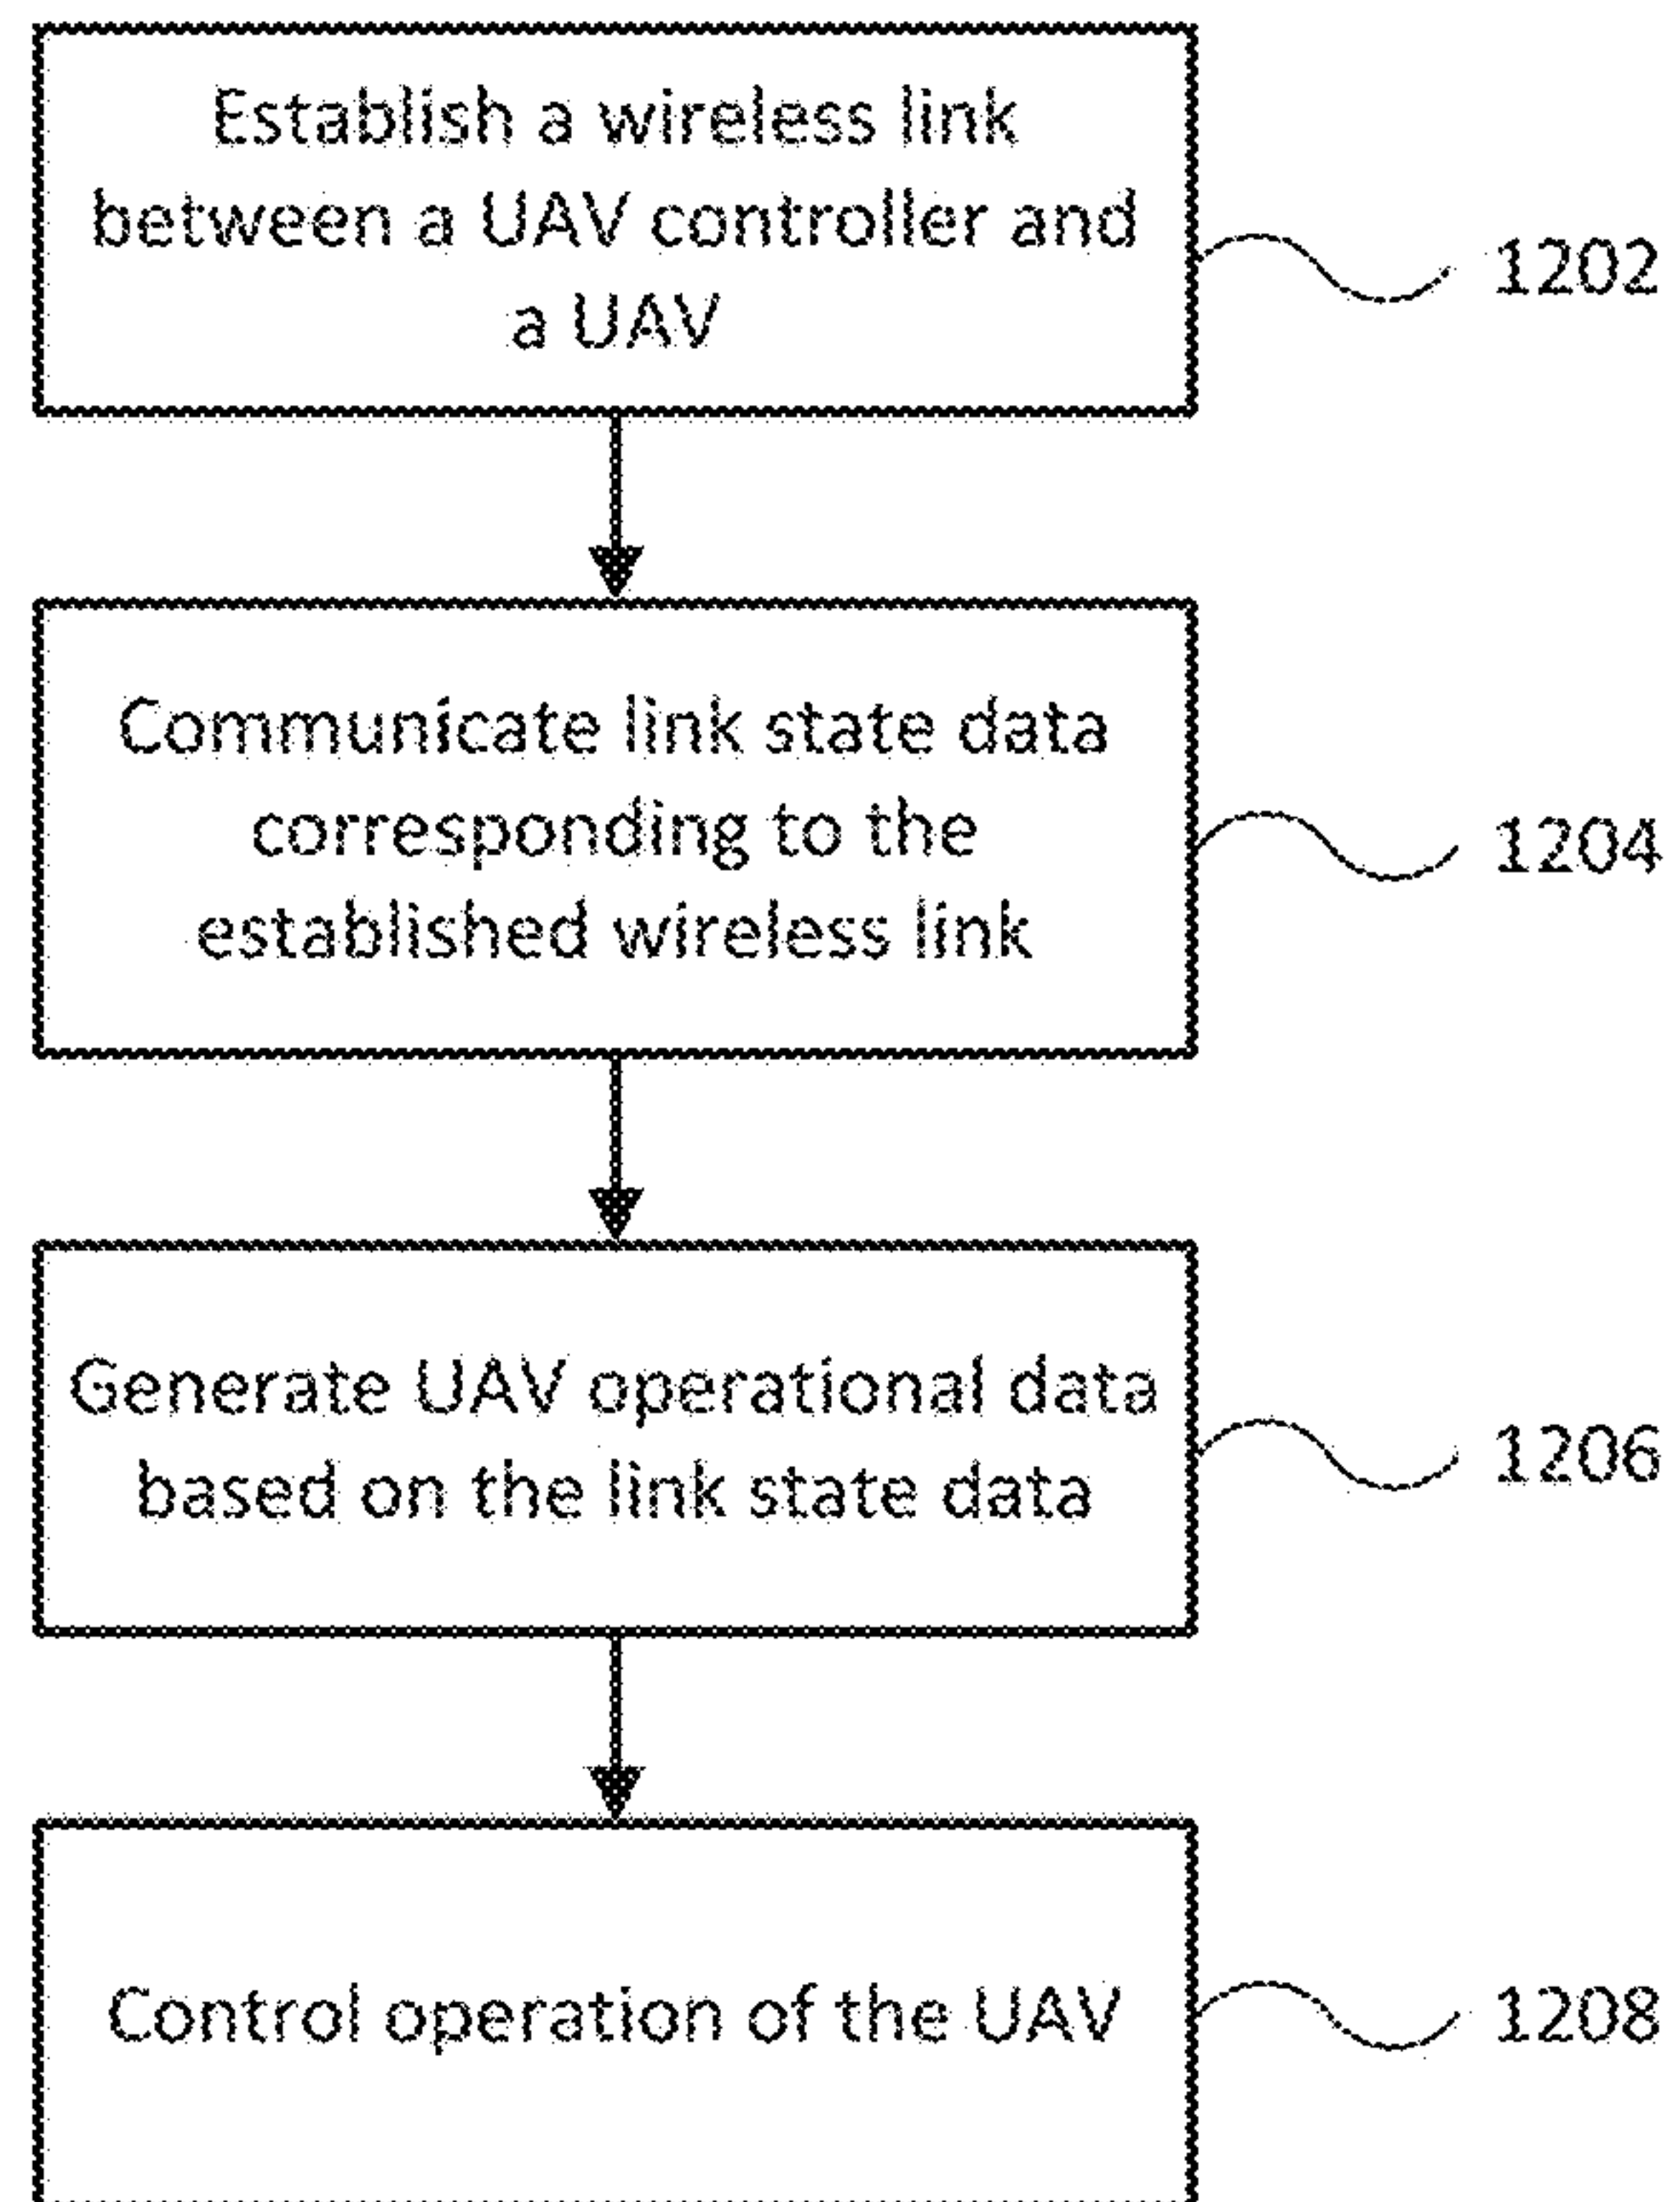 Establish a wireless link
between a UAV controller and
a UAV
1202
Communicate link state data
corresponding to the
established wireless link
1204
Generate UAV operational data
based on the link state data
1206
Control operation of the UAV
1208